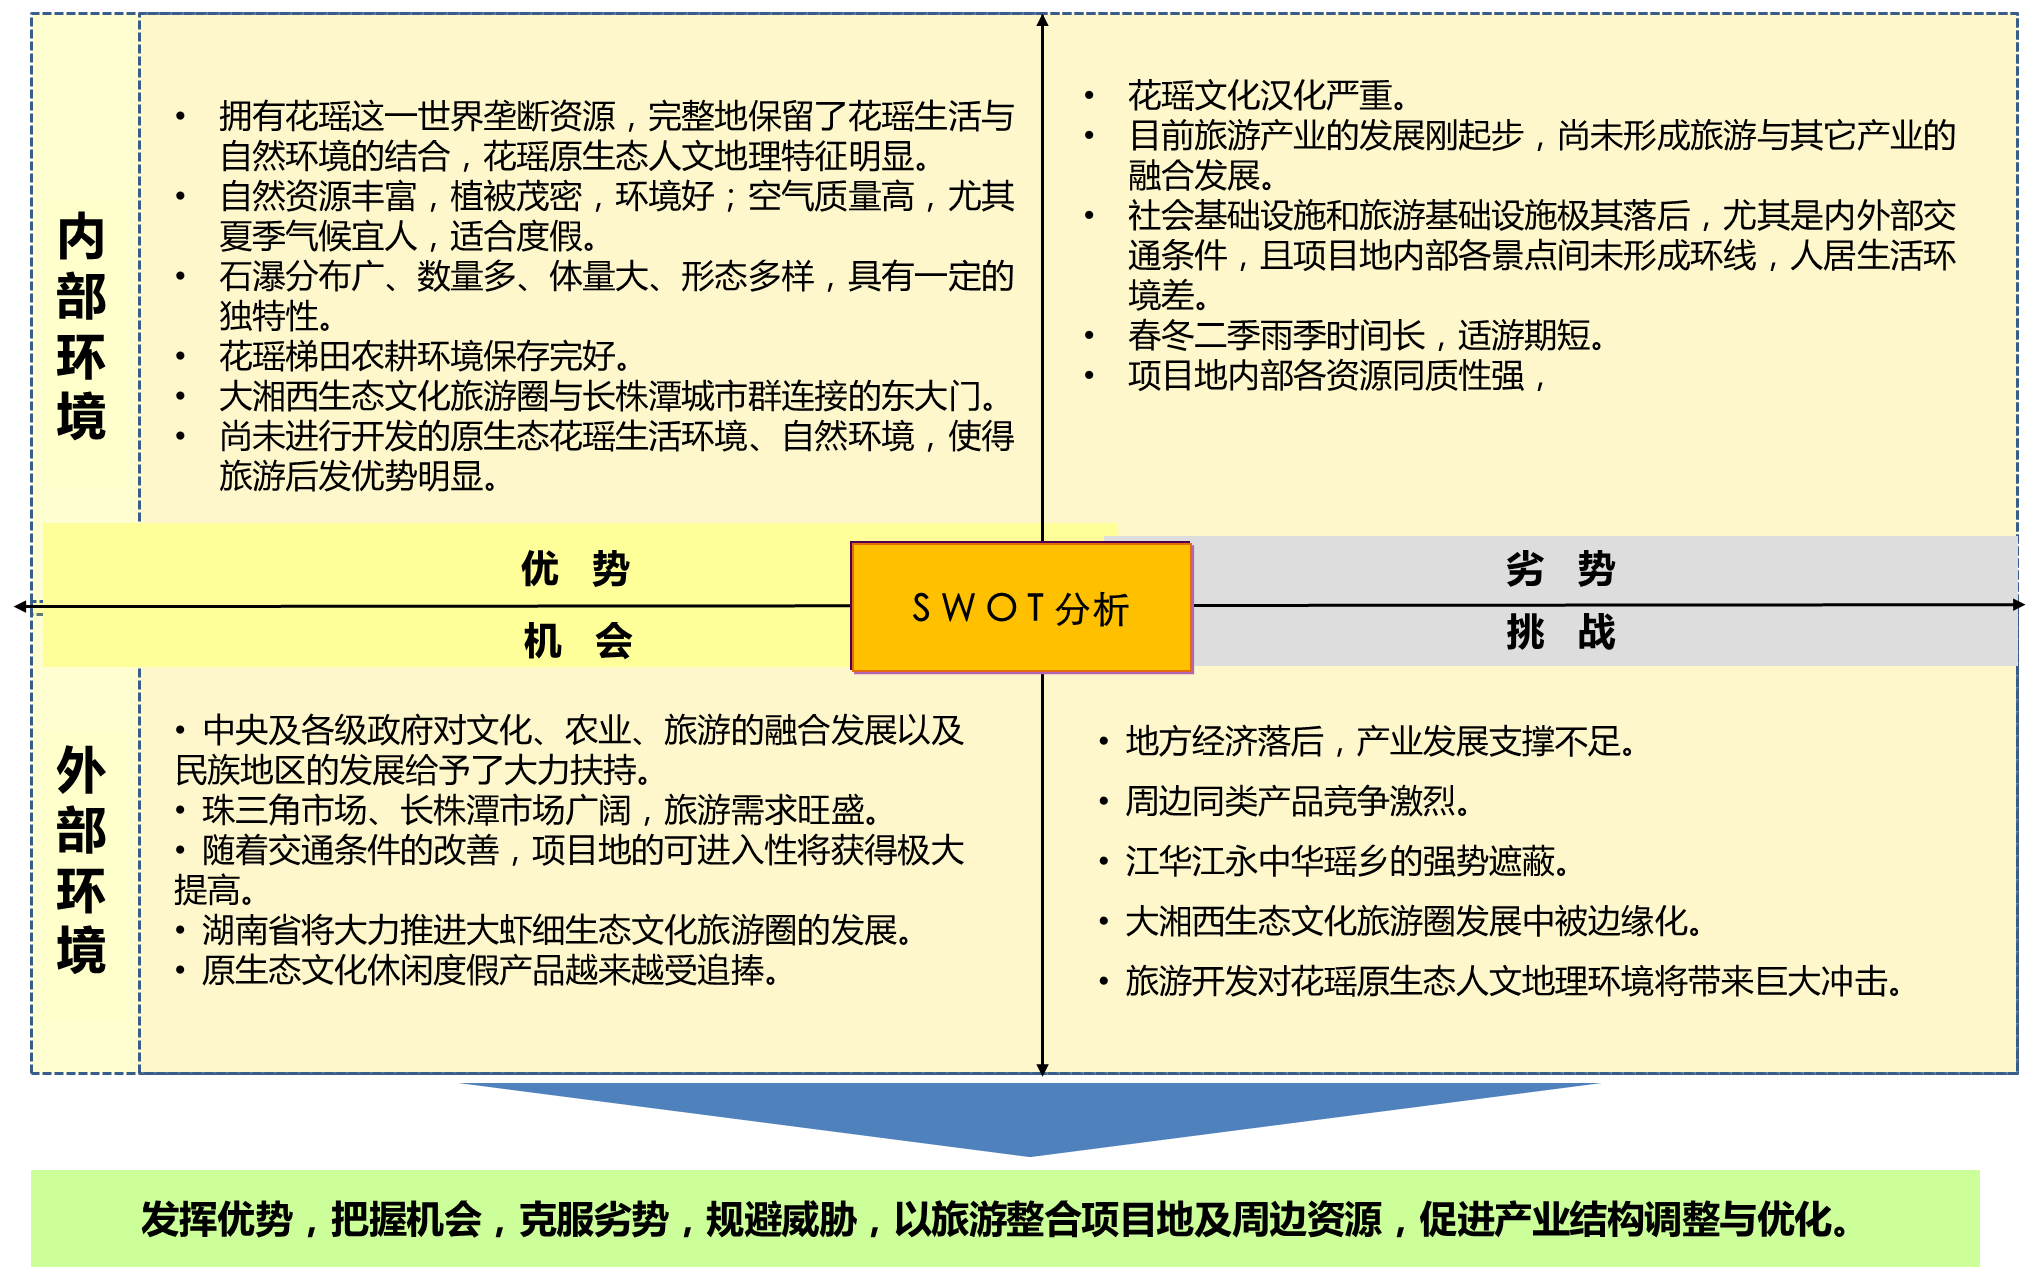 内部环境
• 拥有花瑶这一世界垄断资源，完整地保留了花瑶生活与
自然环境的结合，花瑶原生态人文地理特征明显。
• 自然资源丰富，植被茂密，环境好；空气质量高，尤其
夏季气候宜人，适合度假。
• 石瀑分布广、数量多、体量大、形态多样，具有一定的
独特性。
• 花瑶梯田农耕环境保存完好。
• 大湘西生态文化旅游圈与长株潭城市群连接的东大门。
• 尚未进行开发的原生态花瑶生活环境、自然环境，使得
旅游后发优势明显。
• 花瑶文化汉化严重。
• 目前旅游产业的发展刚起步，尚未形成旅游与其它产业的
融合发展。
• 社会基础设施和旅游基础设施极其落后，尤其是内外部交
通条件，且项目地内部各景点间未形成环线，人居生活环
境差。
• 春冬二季雨季时间长，适游期短。
• 项目地内部各资源同质性强，
优 势
劣 势
SWOT分析
机 会
挑 战
外部环境
• 中央及各级政府对文化、农业、旅游的融合发展以及
民族地区的发展给予了大力扶持。
• 珠三角市场、长株潭市场广阔，旅游需求旺盛。
• 随着交通条件的改善，项目地的可进入性将获得极大
提高。
• 湖南省将大力推进大虾细生态文化旅游圈的发展。
• 原生态文化休闲度假产品越来越受追捧。
• 地方经济落后，产业发展支撑不足。
• 周边同类产品竞争激烈。
• 江华江永中华瑶乡的强势遮蔽。
• 大湘西生态文化旅游圈发展中被边缘化。
• 旅游开发对花瑶原生态人文地理环境将带来巨大冲击。
发挥优势，把握机会，克服劣势，规避威胁，以旅游整合项目地及周边资源，促进产业结构调整与优化。